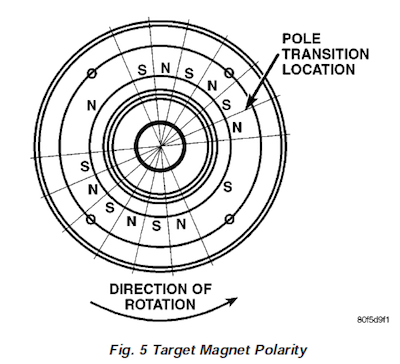 POLE
TRANSITION
LOCATION
S N S
N N
S
N
S S
N
S N S N
DIRECTION OF
ROTATION
80f5d9f1
Fig. 5 Target Magnet Polarity